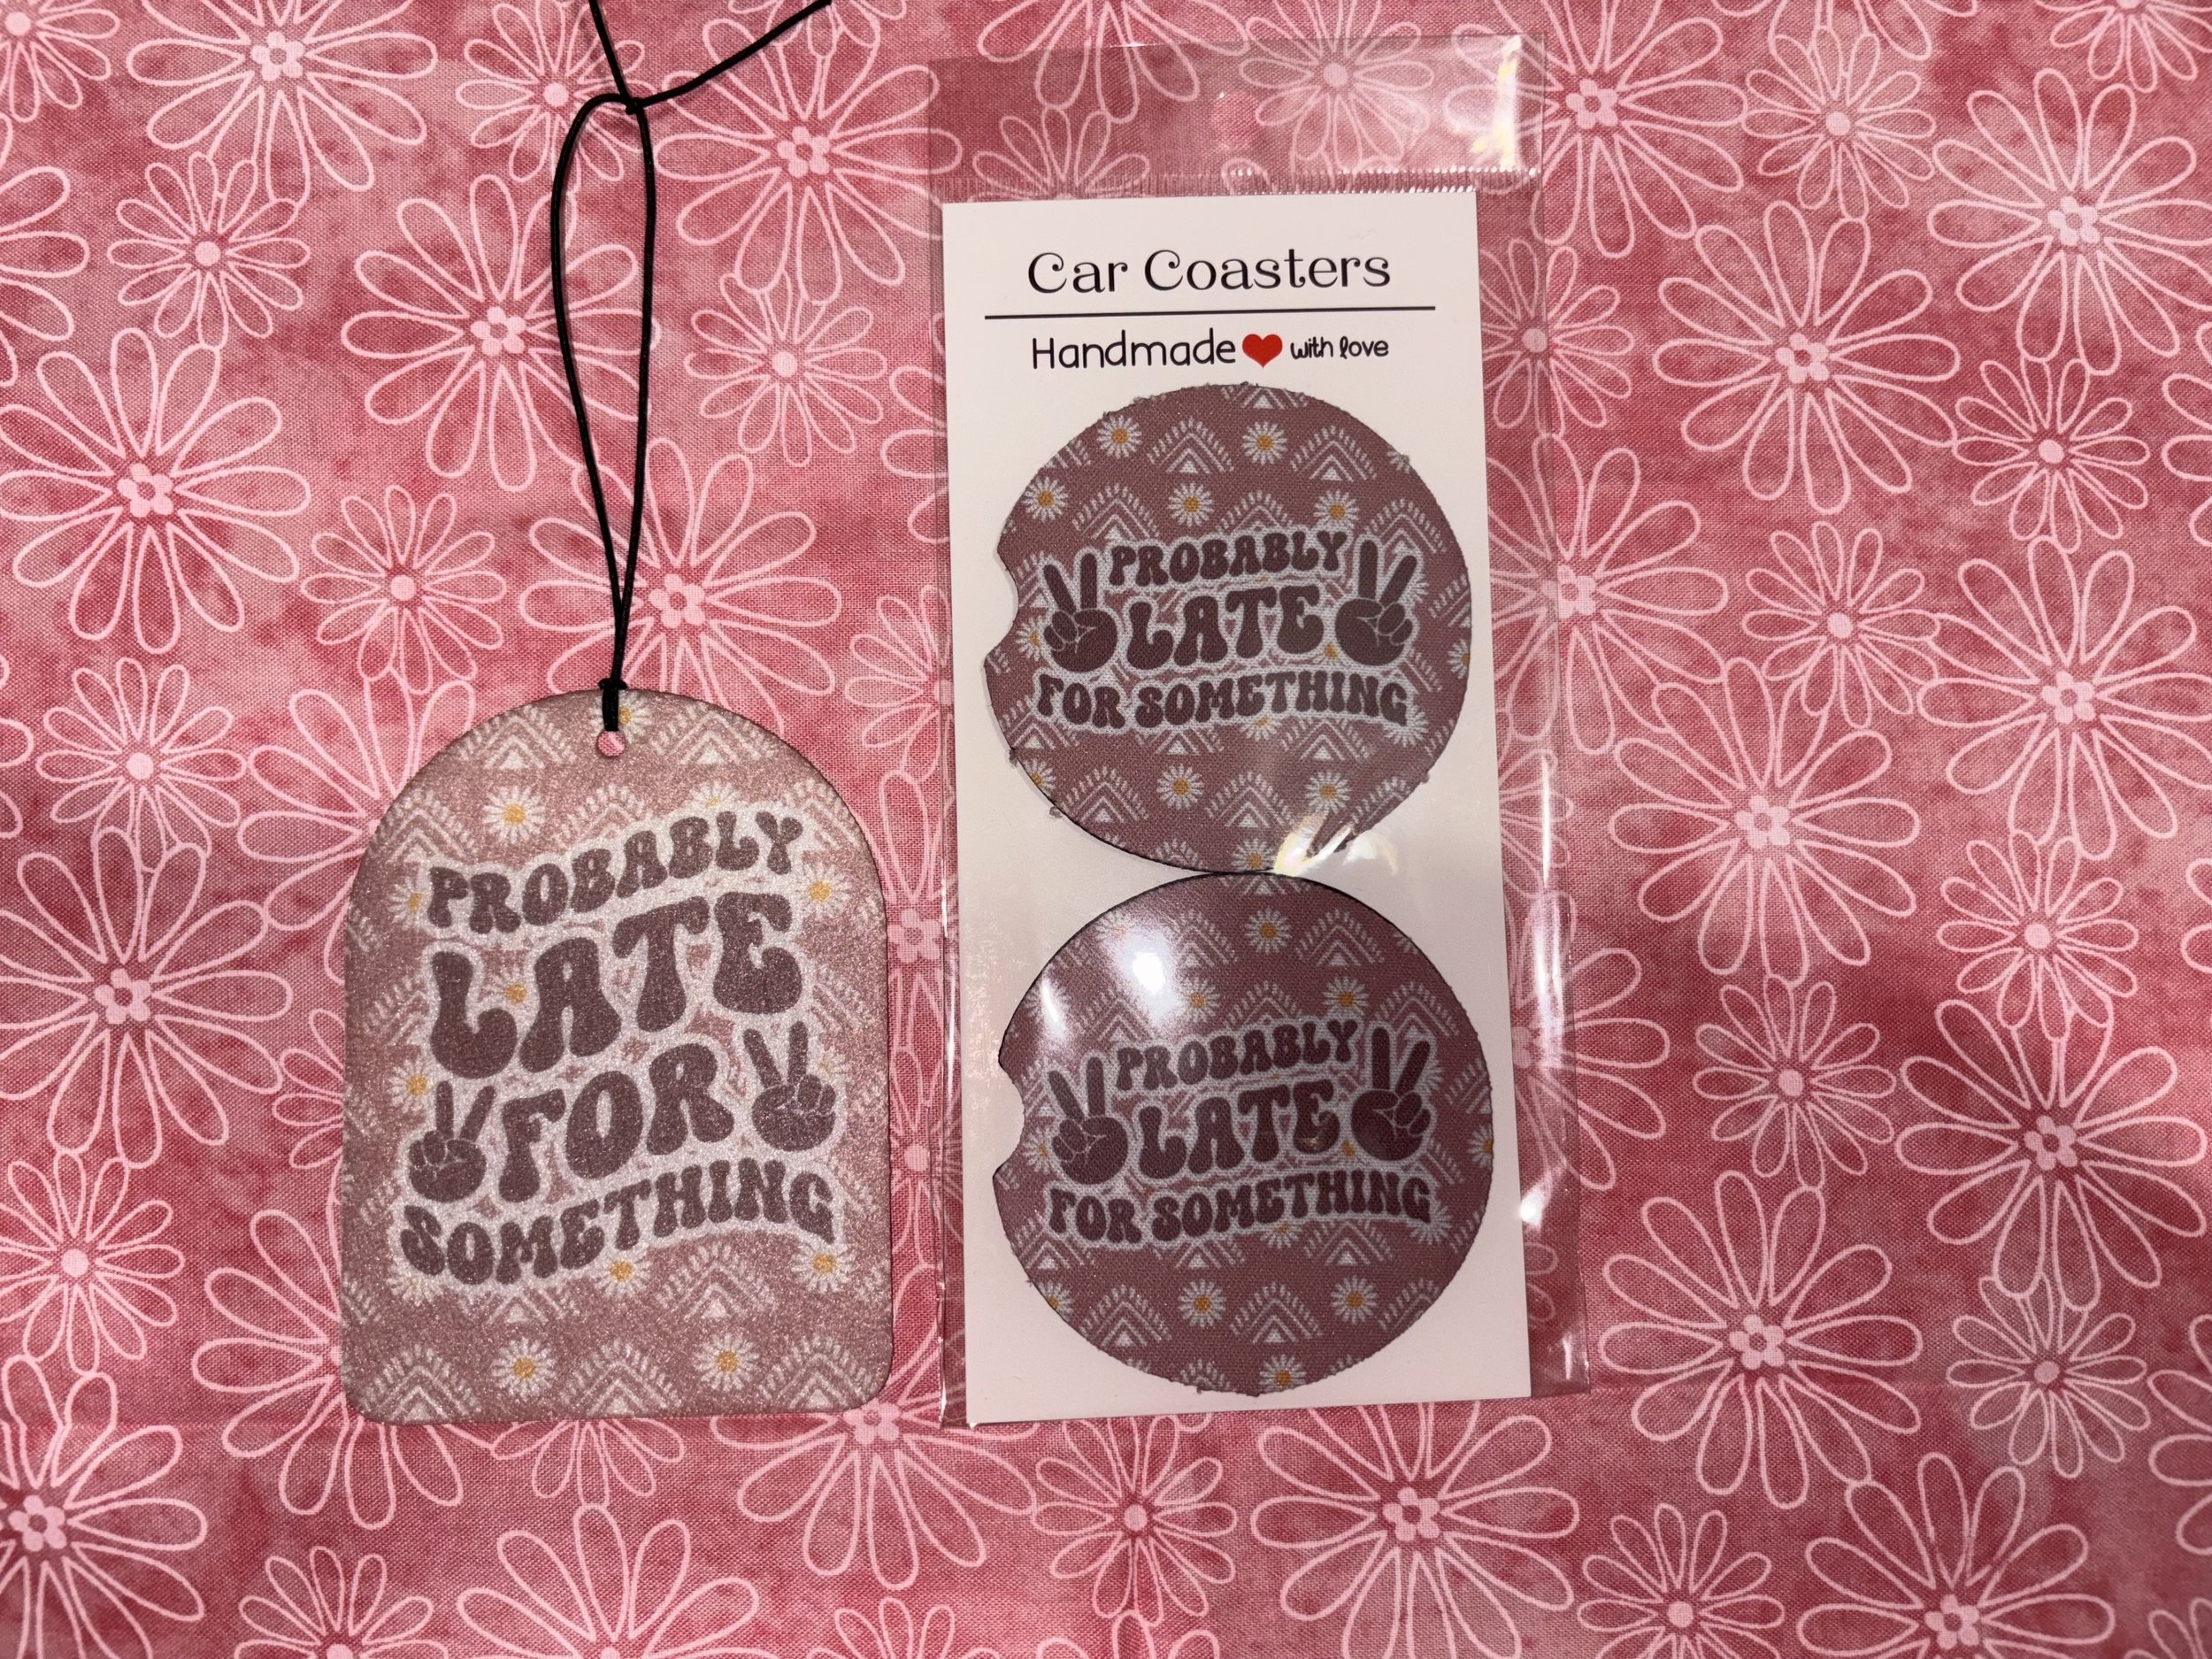 PROBABLY
LATE
FOR
SOMETHING
Car Coasters
Handmade with love
PROBABLY
LATE
FOR SOMETHING
PROBABLY
LATE
FOR SOMETHING